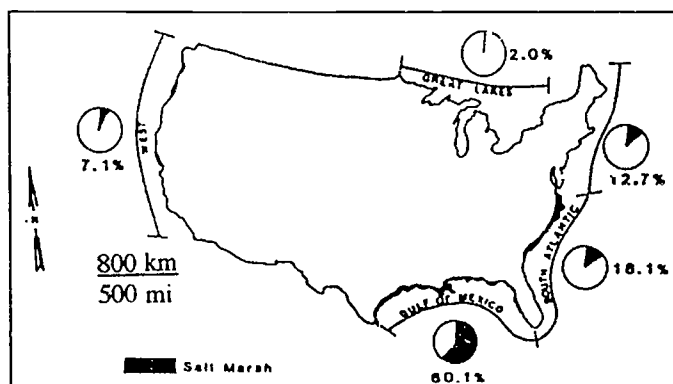 2.0%
GREAT LAKES
WEST
7.1%
12.7%
N
800 km
500 mi
SOUTH ATLANTIC
18.1%
GULF OF MEXICO
60.1%
Salt Marsh